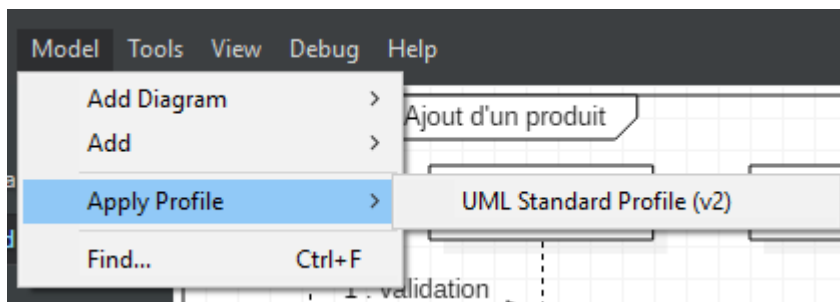 Model Tools View Debug Help
Add Diagram
Ajout d'un produit
Add
Apply Profile
UML Standard Profile (v2)
Find... Ctrl+F
1 : validation